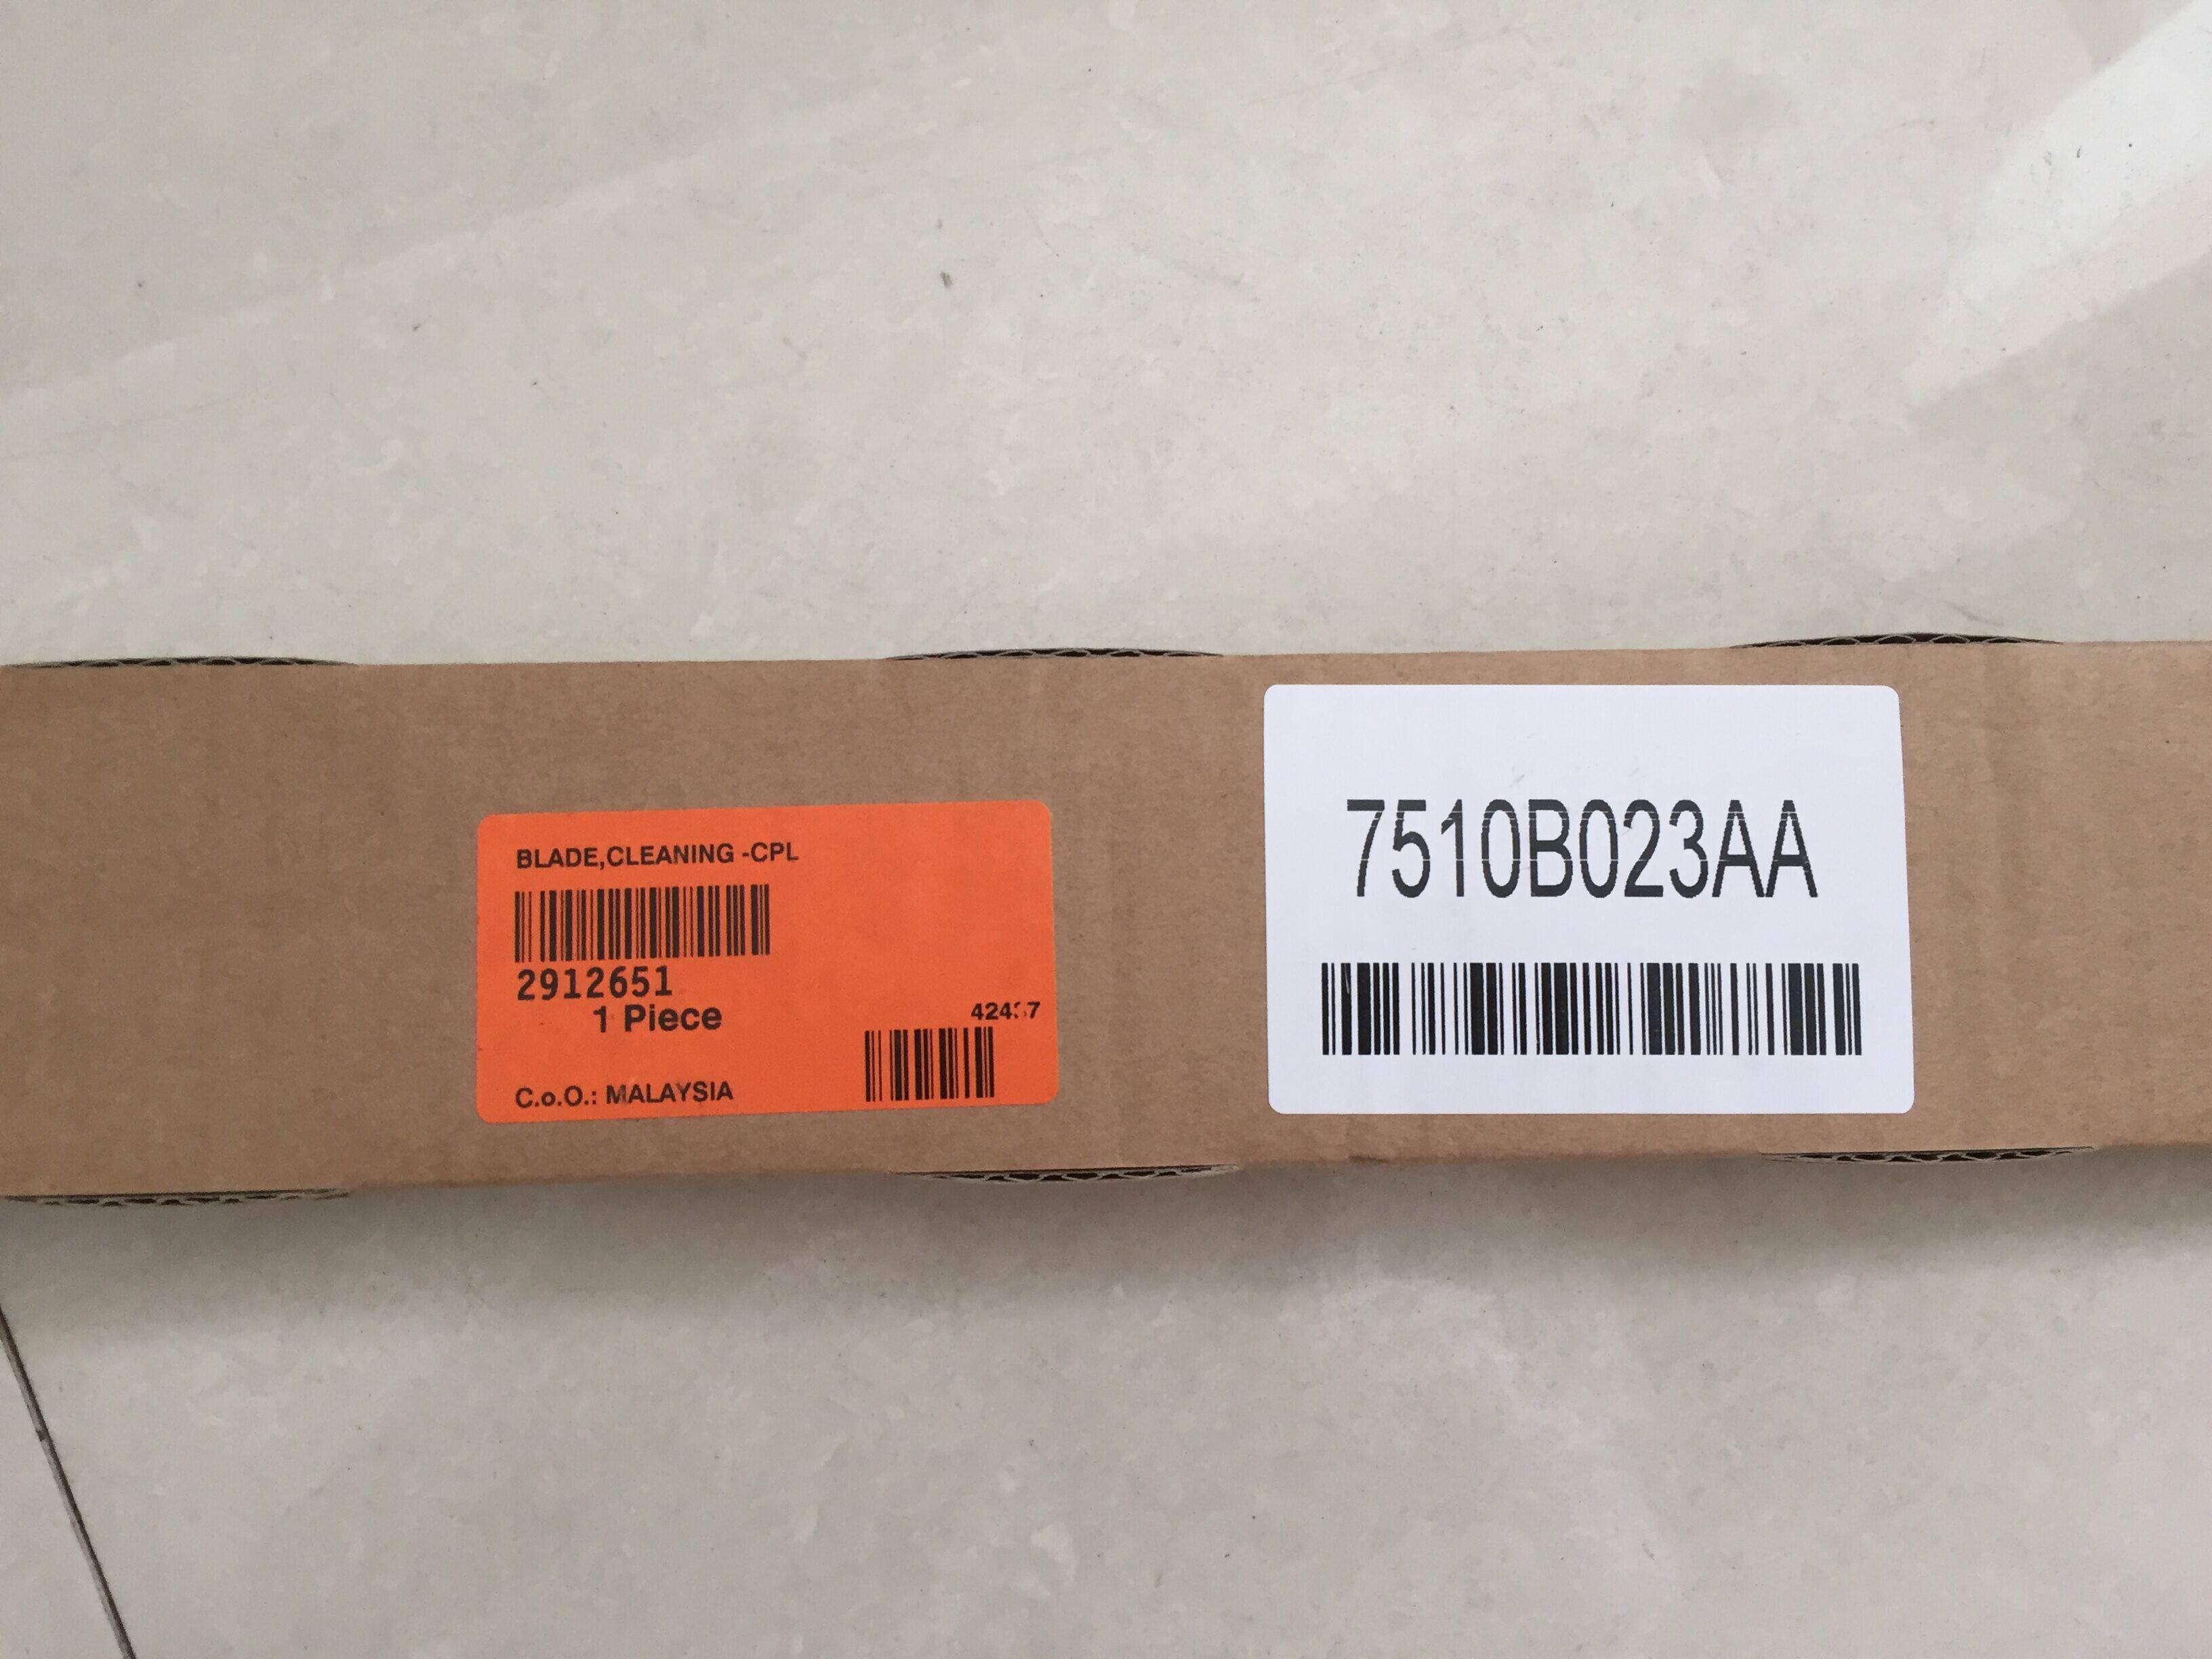 BLADE,CLEANING -CPL
2912651
1 Piece
C.o.O.: MALAYSIA
7510B023AA